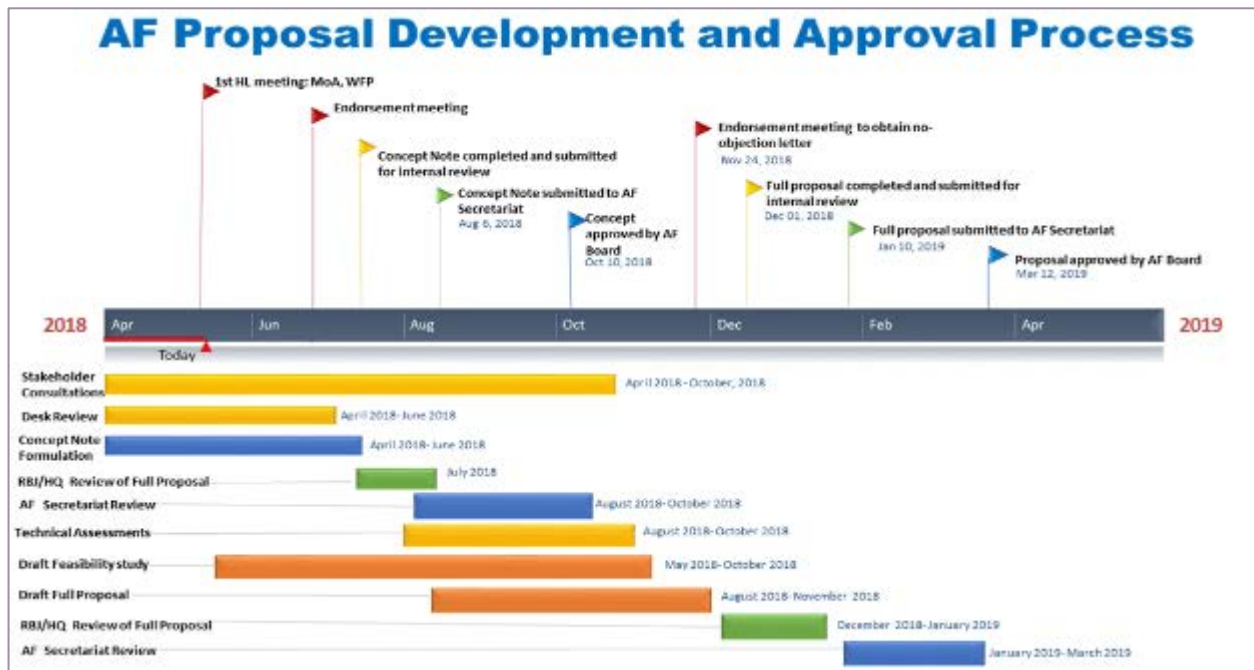 AF Proposal Development and Approval Process
1st HL meeting: MoA, WFP
Endorsement meeting
Concept Note completed and submitted
for internal review
Concept Note submitted to AF
Secretariat
Aug 6, 2018
Concept
approved by AF
Board
Oct 10, 2018
Endorsement meeting to obtain no-
objection letter
Nov 24, 2018
Full proposal completed and submitted for
internal review
Dec 01, 2018
Full proposal submitted to AF Secretariat
Jan 10, 2019
Proposal approved by AF Board
Mar 12, 2019
2018 Apr Jun Aug Oct Dec Feb Apr 2019
Today
Stakeholder
Consultations
April 2018-October, 2018
Desk Review
April 2018-June 2018
Concept Note
Formulation
April 2018-June 2018
RBJ/HQ Review of Full Proposal
July 2018
AF Secretariat Review
August 2018-October 2018
Technical Assessments
August 2018-October 2018
Draft Feasibility study
May 2018-October 2018
Draft Full Proposal
August 2018-November 2018
RBJ/HQ Review of Full Proposal
December 2018-January 2019
AF Secretariat Review
January 2019-March 2019